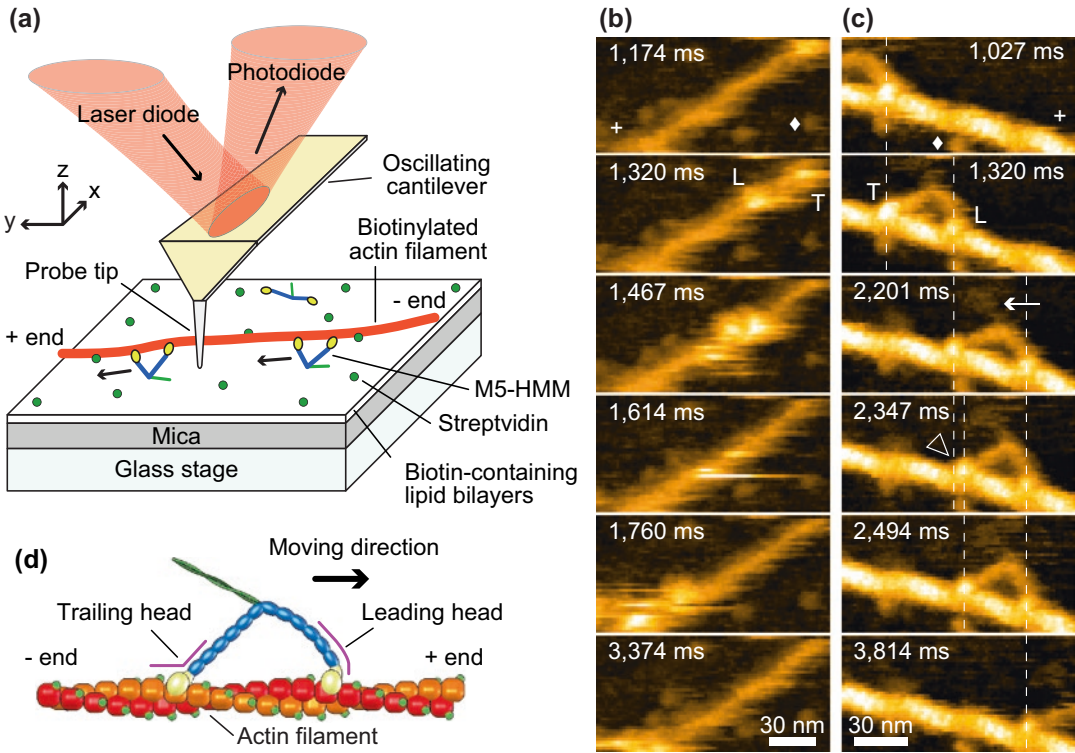 (a)
Photodiode
Laser diode
Oscillating
cantilever
z
x
y
Biotinylated
actin filament
Probe tip
- end
+ end
M5-HMM
Streptvidin
Mica
Glass stage
Biotin-containing
lipid bilayers
(d)
Moving direction
Trailing head
Leading head
- end
+ end
Actin filament
(b)
1,174 ms
+
1,320 ms
L
T
1,467 ms
1,614 ms
1,760 ms
3,374 ms
30 nm
(c)
1,027 ms
+
1,320 ms
T
L
2,201 ms
2,347 ms
2,494 ms
3,814 ms
30 nm